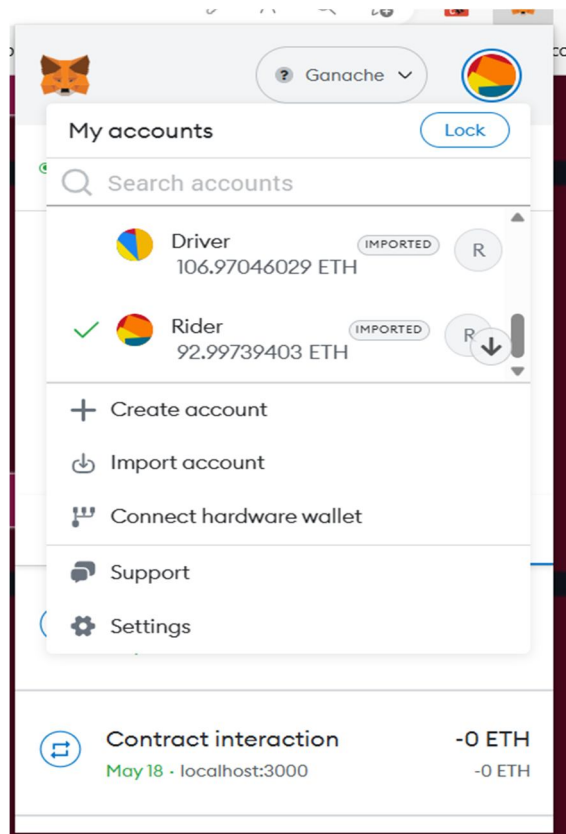 Ganache
My accounts
Lock
Search accounts
Driver IMPORTED R
106.97046029 ETH
Rider IMPORTED R
92.99739403 ETH
Create account
Import account
Connect hardware wallet
Support
Settings
Contract interaction -0 ETH
May 18 · localhost:3000 -0 ETH